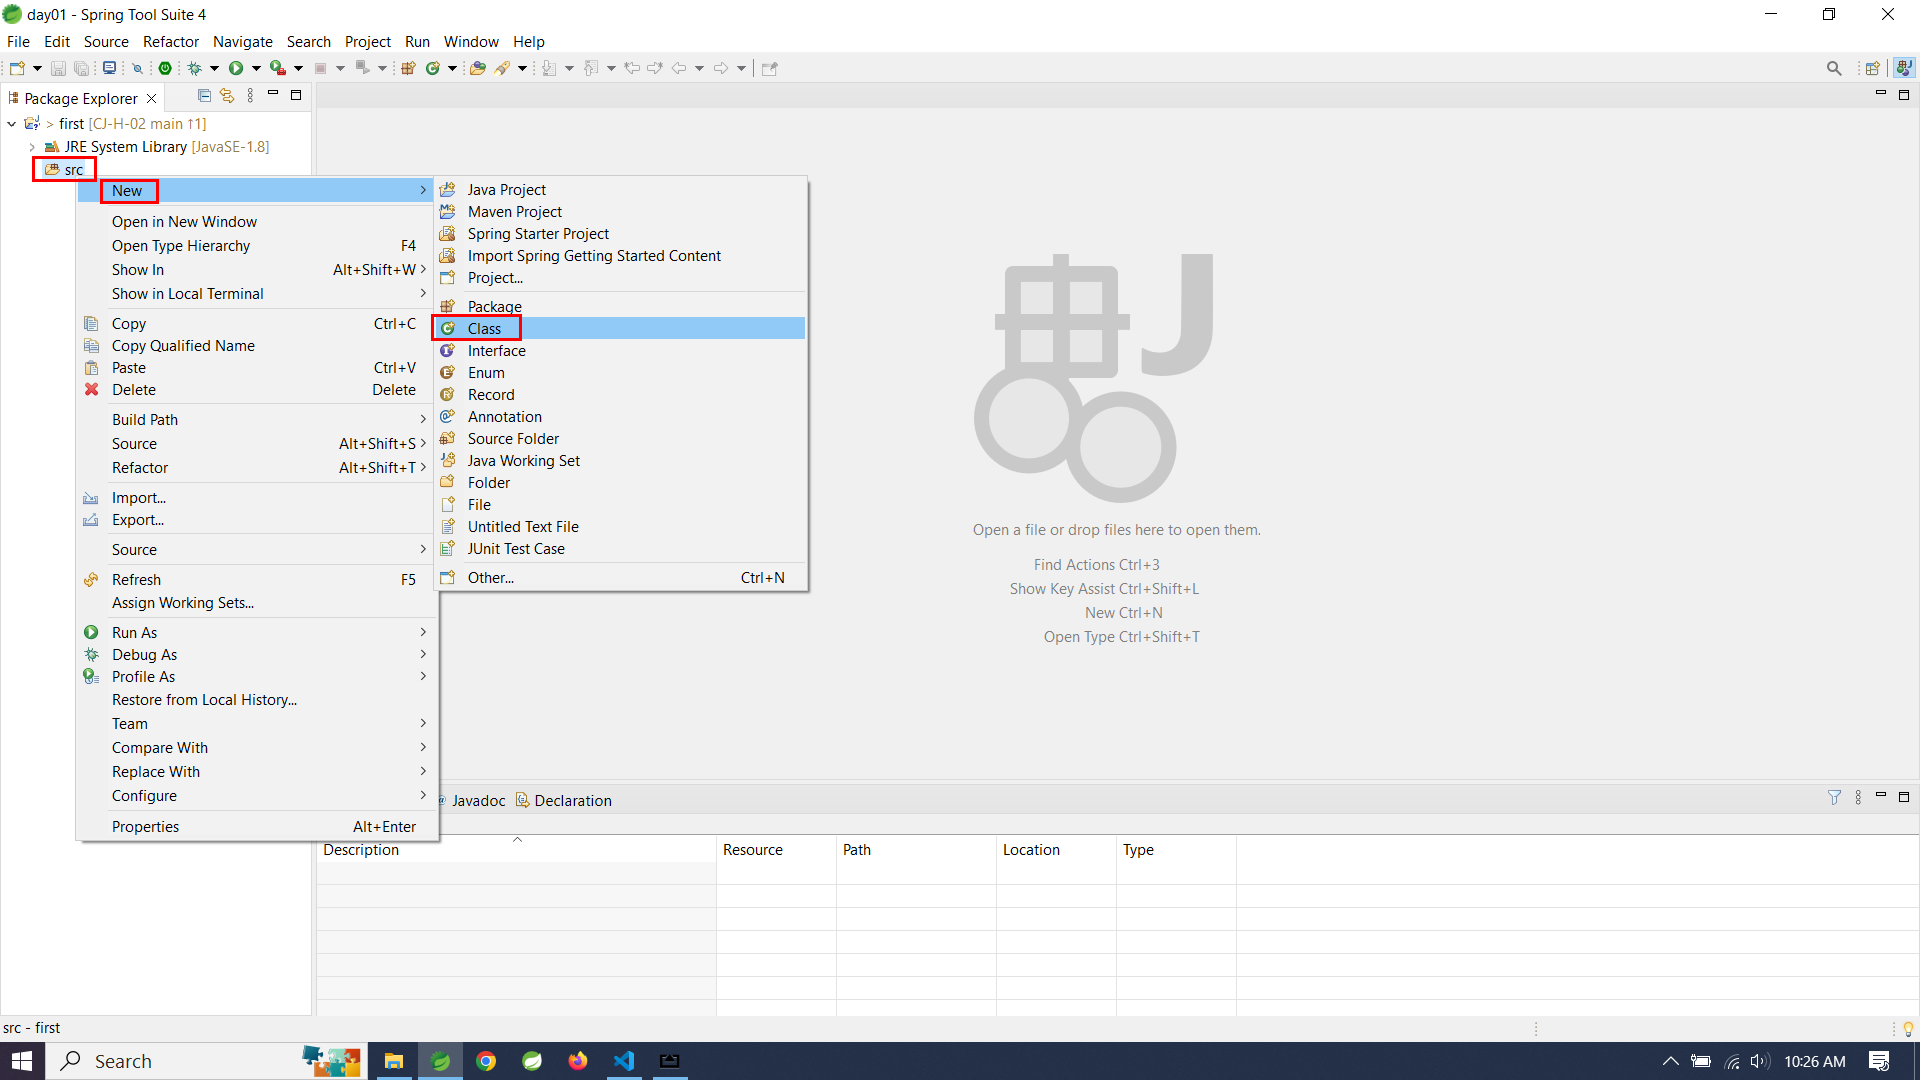 day01 - Spring Tool Suite 4
File Edit Source Refactor Navigate Search Project Run Window Help
Package Explorer
> first [CJ-H-02 main ↑1]
JRE System Library [JavaSE-1.8]
src
New
Open in New Window
Open Type Hierarchy F4
Show In Alt+Shift+W
Show in Local Terminal
Copy Ctrl+C
Copy Qualified Name
Paste Ctrl+V
Delete Delete
Build Path
Source Alt+Shift+S
Refactor Alt+Shift+T
Import...
Export...
Source
Refresh F5
Assign Working Sets...
Run As
Debug As
Profile As
Restore from Local History...
Team
Compare With
Replace With
Configure
Properties Alt+Enter
Java Project
Maven Project
Spring Starter Project
Import Spring Getting Started Content
Project...
Package
Class
Interface
Enum
Record
Annotation
Source Folder
Java Working Set
Folder
File
Untitled Text File
JUnit Test Case
Other... Ctrl+N
Open a file or drop files here to open them.
Find Actions Ctrl+3
Show Key Assist Ctrl+Shift+L
New Ctrl+N
Open Type Ctrl+Shift+T
Javadoc Declaration
Description Resource Path Location Type
src - first
Search
10:26 AM